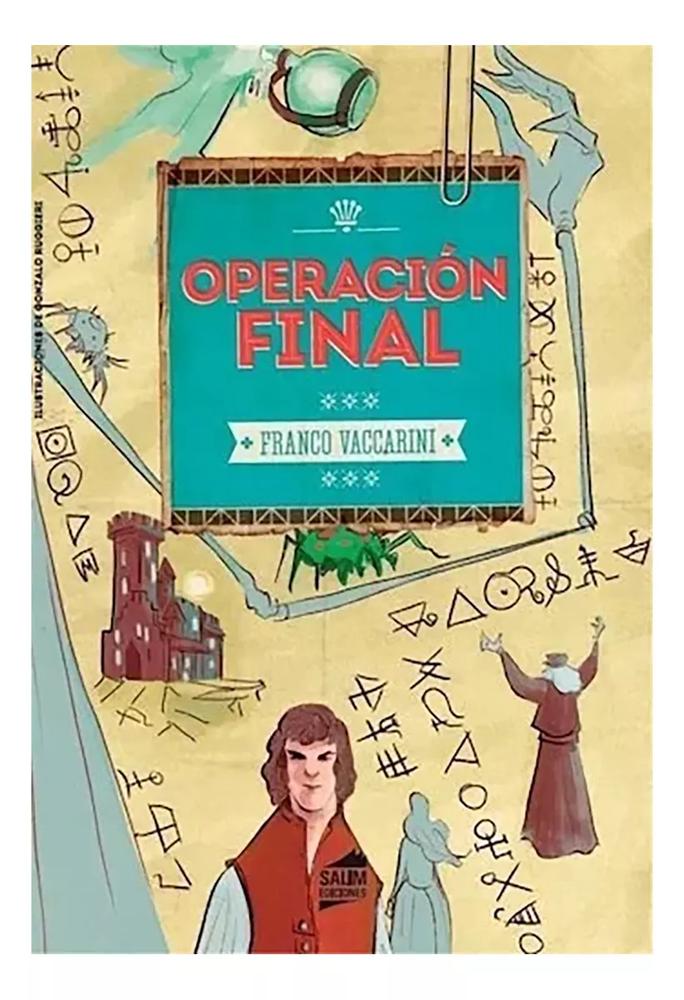 OPERACIÓN
FINAL
FRANCO VACCARINI
ILUSTRACIONES DE GONZALO RUGGIERI
SALIM
EDICIONES